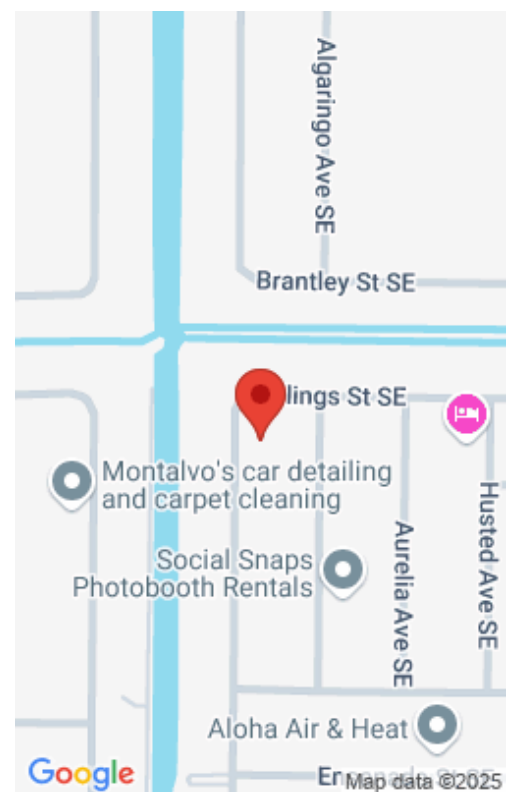 Algaringo Ave SE
Brantley St SE
lings St SE
Montalvo's car detailing
and carpet cleaning
Husted Ave SE
Aurelia Ave SE
Social Snaps
Photobooth Rentals
Aloha Air & Heat
Google
Map data ©2025